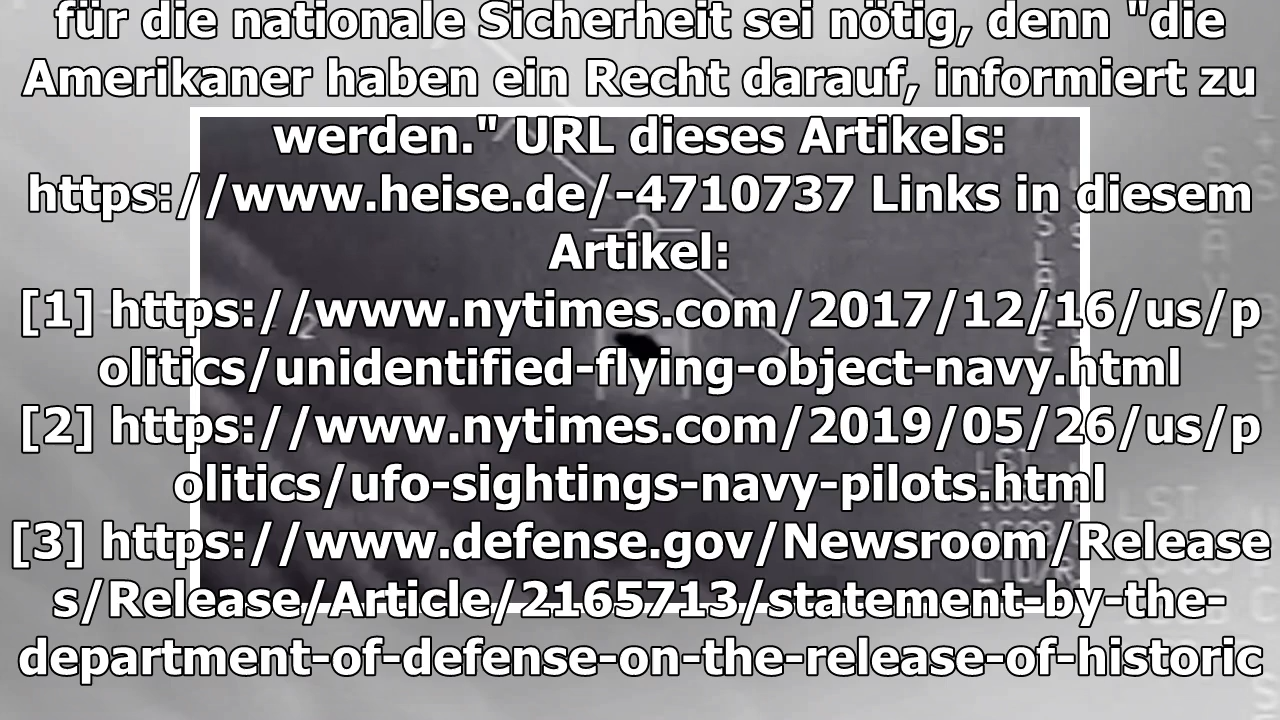 für die nationale Sicherheit sei nötig, denn "die
Amerikaner haben ein Recht darauf, informiert zu
werden." URL dieses Artikels:
https://www.heise.de/-4710737 Links in diesem
Artikel:
[1] https://www.nytimes.com/2017/12/16/us/p
olitics/unidentified-flying-object-navy.html
[2] https://www.nytimes.com/2019/05/26/us/p
olitics/ufo-sightings-navy-pilots.html
[3] https://www.defense.gov/Newsroom/Release
s/Release/Article/2165713/statement-by-the-
department-of-defense-on-the-release-of-historic
2
LST